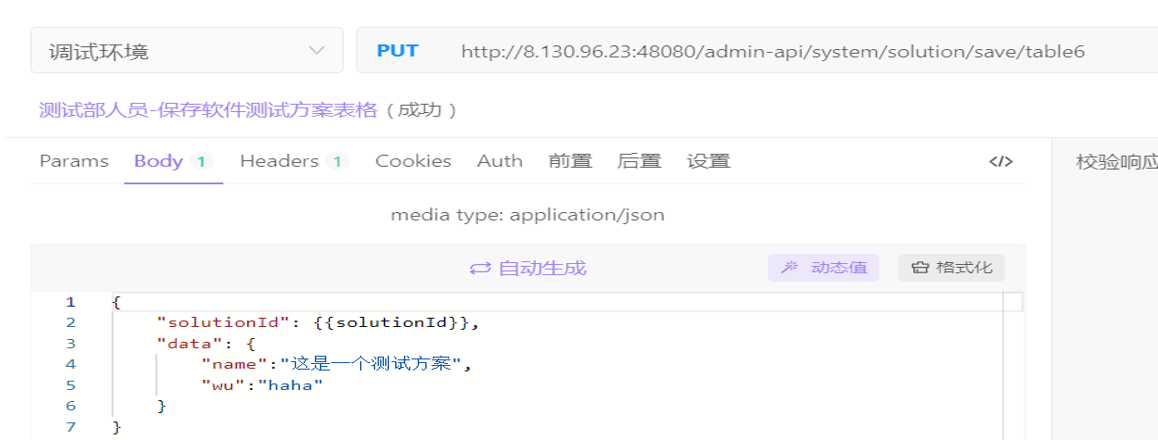 调试环境 PUT http://8.130.96.23:48080/admin-api/system/solution/save/table6
测试部人员-保存软件测试方案表格 (成功)
Params Body 1 Headers 1 Cookies Auth 前置 后置 设置 </> 校验响应
media type: application/json
自动生成 动态值 格式化
1 {
2 "solutionId": {{solutionId}},
3 "data": {
4 "name":"这是一个测试方案",
5 "wu":"haha"
6 }
7 }